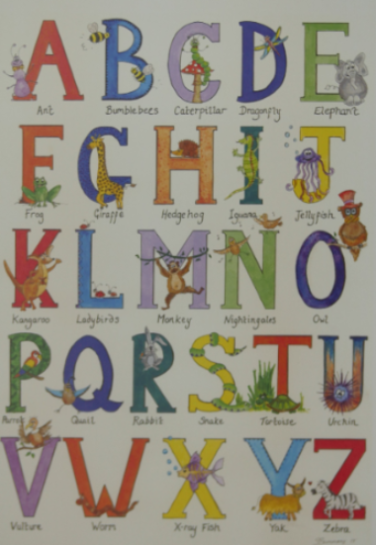 A B C D E
Ant Bumblebees Caterpillar Dragonfly Elephant
F G H I J
Frog Giraffe Hedgehog Iguana Jellyfish
K L M N O
Kangaroo Ladybirds Monkey Nightingales Owl
P Q R S T U
Parrot Quail Rabbit Snake Tortoise Urchin
V W X Y Z
Vulture Worm X-ray Fish Yak Zebra